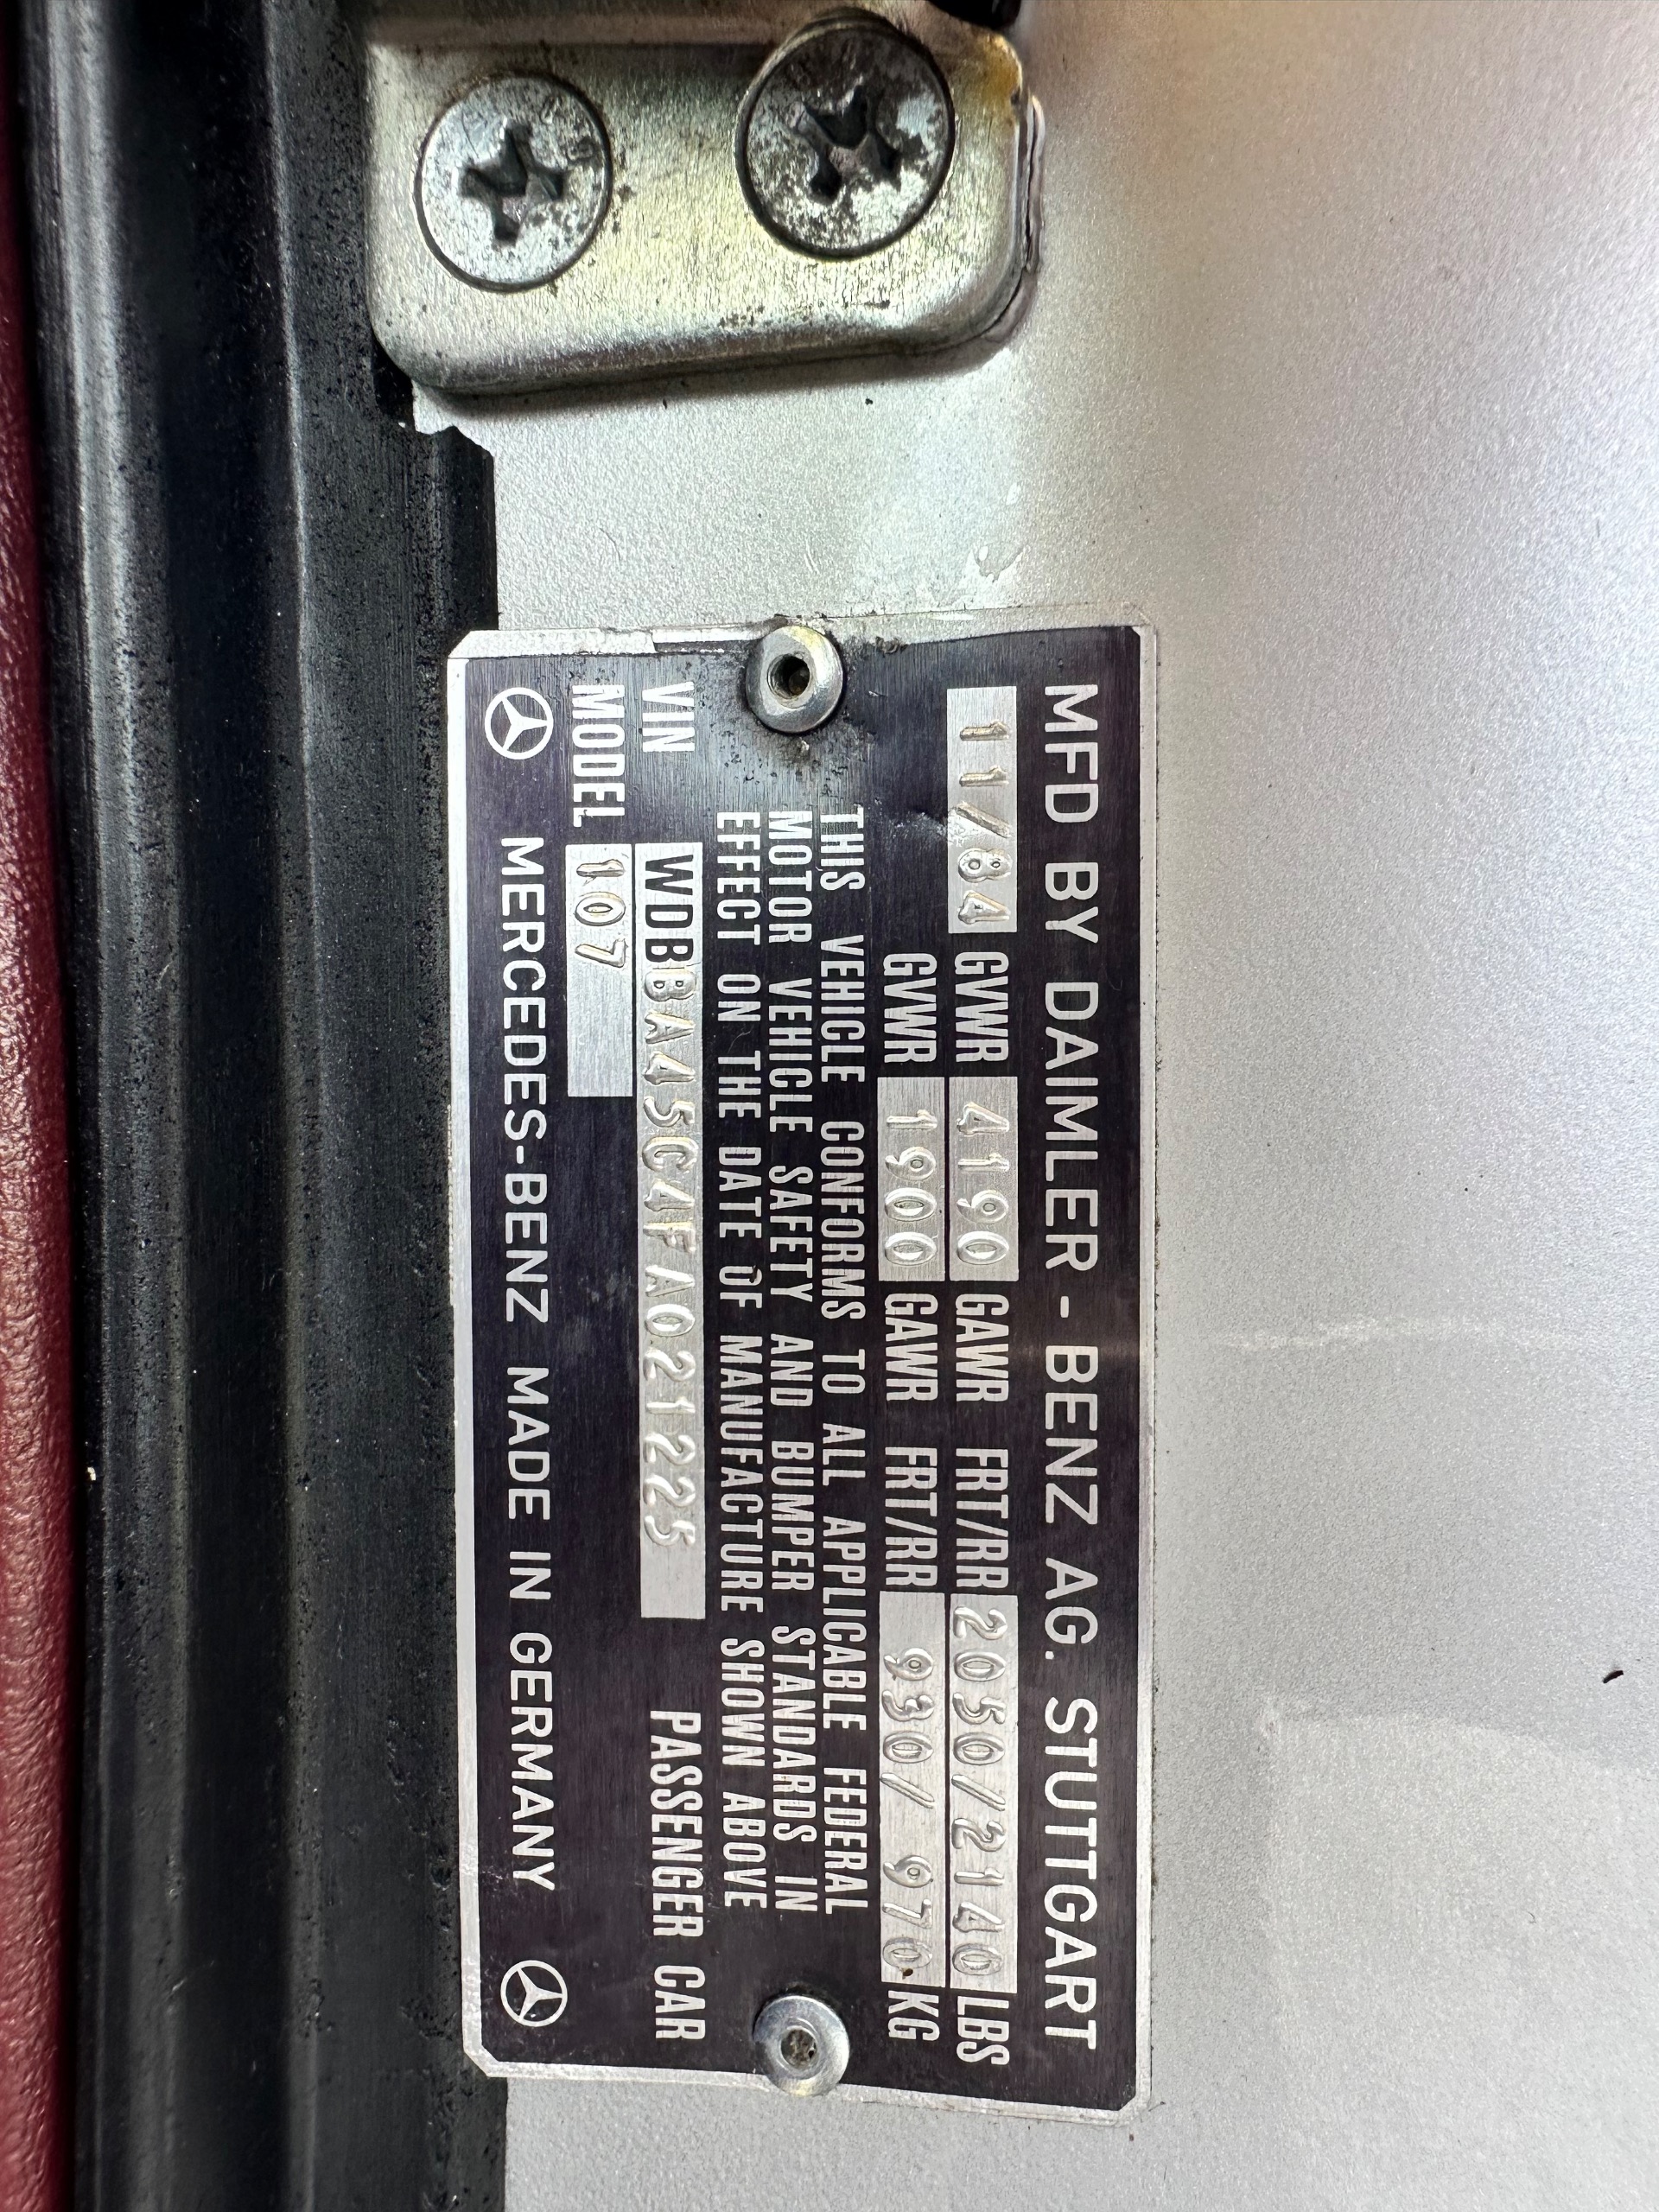 MFD BY DAIMLER - BENZ AG. STUTTGART
11/84 GVWR 4190 GAWR FRT/RR 2050/2140 LBS
GVWR 1900 GAWR FRT/RR 930/ 970 KG
THIS VEHICLE CONFORMS TO ALL APPLICABLE FEDERAL
MOTOR VEHICLE SAFETY AND BUMPER STANDARDS IN
EFFECT ON THE DATE OF MANUFACTURE SHOWN ABOVE
VIN WDBBA45C4FA021225 PASSENGER CAR
MODEL 107
MERCEDES-BENZ MADE IN GERMANY